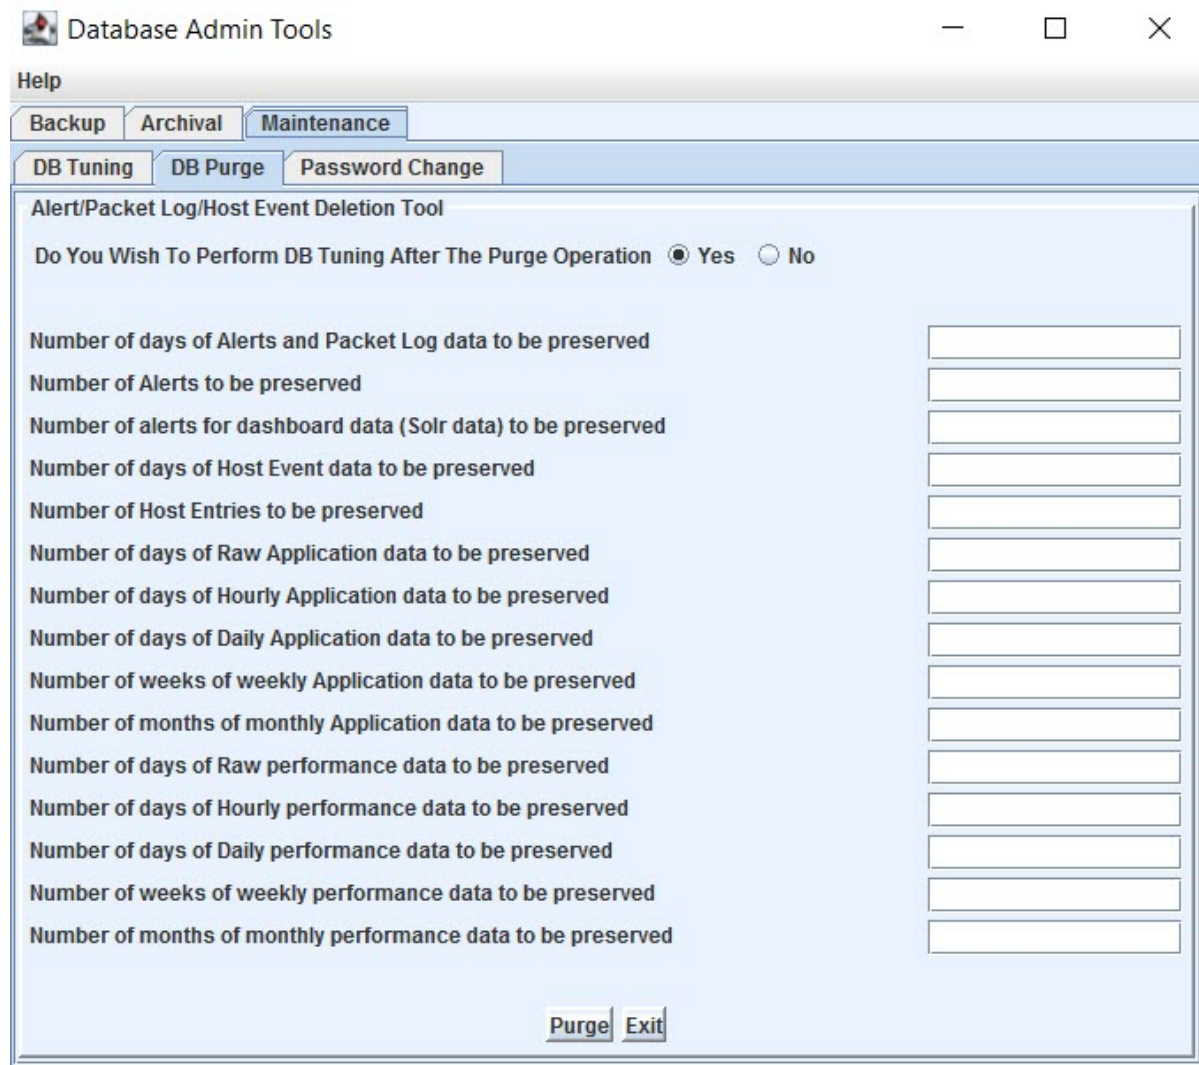 Database Admin Tools
Help
Backup Archival Maintenance
DB Tuning DB Purge Password Change
Alert/Packet Log/Host Event Deletion Tool
Do You Wish To Perform DB Tuning After The Purge Operation Yes No
Number of days of Alerts and Packet Log data to be preserved
Number of Alerts to be preserved
Number of alerts for dashboard data (Solr data) to be preserved
Number of days of Host Event data to be preserved
Number of Host Entries to be preserved
Number of days of Raw Application data to be preserved
Number of days of Hourly Application data to be preserved
Number of days of Daily Application data to be preserved
Number of weeks of weekly Application data to be preserved
Number of months of monthly Application data to be preserved
Number of days of Raw performance data to be preserved
Number of days of Hourly performance data to be preserved
Number of days of Daily performance data to be preserved
Number of weeks of weekly performance data to be preserved
Number of months of monthly performance data to be preserved
Purge Exit